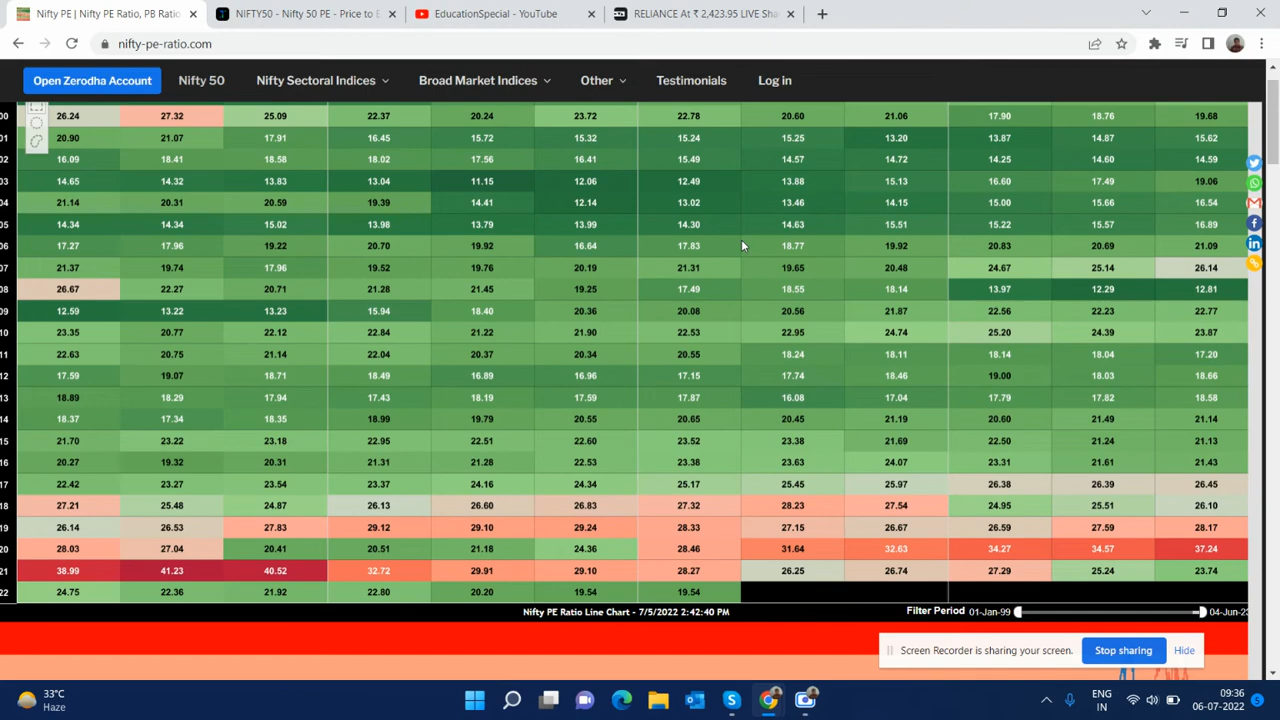 Nifty PE Ratio, PB Ratio
NIFTY50 - Nifty 50 PE - Price to E
EducationSpecial - YouTube
RELIANCE At ₹ 2,423.95 LIVE Sha
nifty-pe-ratio.com
Open Zerodha Account Nifty 50 Nifty Sectoral Indices Broad Market Indices Other Testimonials Log in
00 26.24 27.32 25.09 22.37 20.24 23.72 22.78 20.60 21.06 17.90 18.76 19.68
01 20.90 21.07 17.91 16.45 15.72 15.32 15.24 15.25 13.20 13.87 14.87 15.62
02 16.09 18.41 18.58 18.02 17.56 16.41 15.49 14.57 14.72 14.25 14.60 14.59
03 14.65 14.32 13.83 13.04 11.15 12.06 12.49 13.88 15.13 16.60 17.49 19.06
04 21.14 20.31 20.59 19.39 14.41 12.14 13.02 13.46 14.15 15.00 15.66 16.54
05 14.34 14.34 15.02 13.98 13.79 13.99 14.30 14.63 15.51 15.22 15.57 16.89
06 17.27 17.96 19.22 20.70 19.92 16.64 17.83 18.77 19.92 20.83 20.69 21.09
07 21.37 19.74 17.96 19.52 19.76 20.19 21.31 19.65 20.48 24.67 25.14 26.14
08 26.67 22.27 20.71 21.28 21.45 19.25 17.49 18.55 18.14 13.97 12.29 12.81
09 12.59 13.22 13.23 15.94 18.40 20.36 20.08 20.56 21.87 22.56 22.23 22.77
10 23.35 20.77 22.12 22.84 21.22 21.90 22.53 22.95 24.74 25.20 24.39 23.87
11 22.63 20.75 21.14 22.04 20.37 20.34 20.55 18.24 18.11 18.14 18.04 17.20
12 17.59 19.07 18.71 18.49 16.89 16.96 17.15 17.74 18.46 19.00 18.03 18.66
13 18.89 18.29 17.94 17.43 18.19 17.59 17.87 16.08 17.04 17.79 17.82 18.58
14 18.37 17.34 18.35 18.99 19.79 20.55 20.65 20.45 21.19 20.60 21.49 21.14
15 21.70 23.22 23.18 22.95 22.51 22.60 23.52 23.38 21.69 22.50 21.24 21.13
16 20.27 19.32 20.31 21.31 21.28 22.53 23.38 23.63 24.07 23.31 21.61 21.43
17 22.42 23.27 23.54 23.37 24.16 24.34 25.17 25.45 25.97 26.38 26.39 26.45
18 27.21 25.48 24.87 26.13 26.60 26.83 27.32 28.23 27.54 24.95 25.51 26.10
19 26.14 26.53 27.83 29.12 29.10 29.24 28.33 27.15 26.67 26.59 27.59 28.17
20 28.03 27.04 20.41 20.51 21.18 24.36 28.46 31.64 32.63 34.27 34.57 37.24
21 38.99 41.23 40.52 32.72 29.91 29.10 28.27 26.25 26.74 27.29 25.24 23.74
22 24.75 22.36 21.92 22.80 20.20 19.54 19.54
Nifty PE Ratio Line Chart - 7/5/2022 2:42:40 PM
Filter Period 01-Jan-99 04-Jun-23
Screen Recorder is sharing your screen. Stop sharing Hide
33°C
Haze
ENG
IN
09:36
06-07-2022